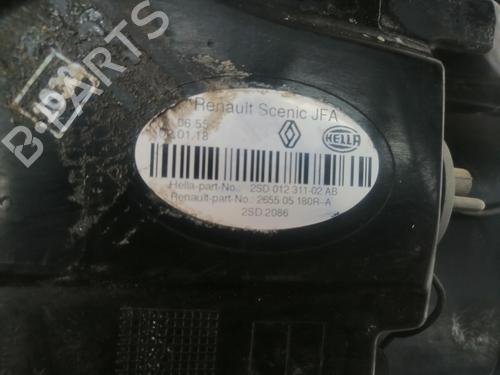 Renault Scenic JFA
06:55
01.18
HELLA
Hella-part-No.: 2SD 012 311-02 AB
Renault-part-No.: 2655 05 180R-A
2SD.2086
B-PARTS